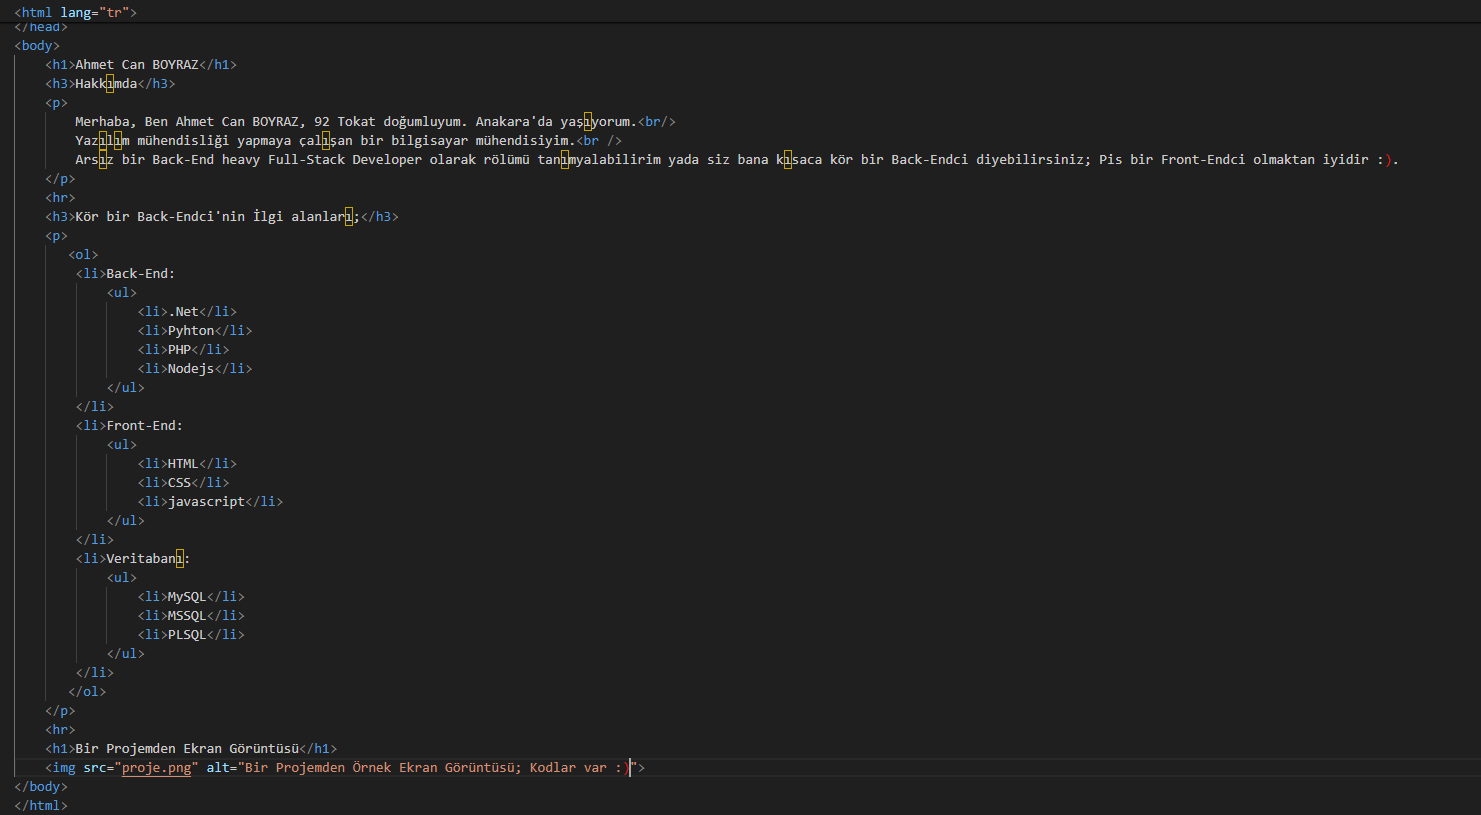 <html lang="tr">
</head>
<body>
<h1>Ahmet Can BOYRAZ</h1>
<h3>Hakkımda</h3>
<p>
Merhaba, Ben Ahmet Can BOYRAZ, 92 Tokat doğumluyum. Anakara'da yaşıyorum.<br/>
Yazılım mühendisliği yapmaya çalışan bir bilgisayar mühendisiyim.<br />
Arsız bir Back-End heavy Full-Stack Developer olarak rölümü tanımyalabilirim yada siz bana kısaca kör bir Back-Endci diyebilirsiniz; Pis bir Front-Endci olmaktan iyidir :).
</p>
<hr>
<h3>Kör bir Back-Endci'nin İlgi alanları;</h3>
<p>
<ol>
<li>Back-End:
<ul>
<li>.Net</li>
<li>Pyhton</li>
<li>PHP</li>
<li>Nodejs</li>
</ul>
</li>
<li>Front-End:
<ul>
<li>HTML</li>
<li>CSS</li>
<li>javascript</li>
</ul>
</li>
<li>Veritabanı:
<ul>
<li>MySQL</li>
<li>MSSQL</li>
<li>PLSQL</li>
</ul>
</li>
</ol>
</p>
<hr>
<h1>Bir Projemden Ekran Görüntüsü</h1>
<img src="proje.png" alt="Bir Projemden Örnek Ekran Görüntüsü; Kodlar var :)">
</body>
</html>